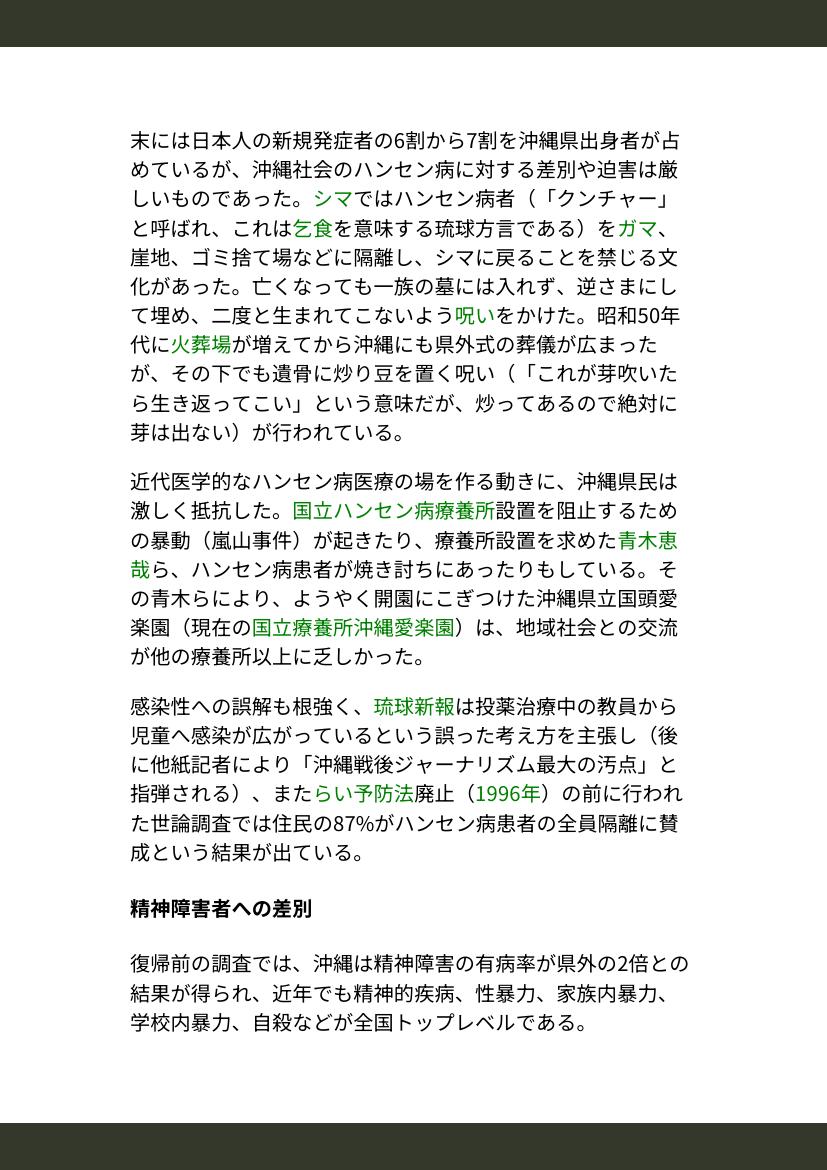 末には日本人の新規発症者の6割から7割を沖縄県出身者が占
めているが、沖縄社会のハンセン病に対する差別や迫害は厳
しいものであった。シマではハンセン病者（「クンチャー」
と呼ばれ、これは乞食を意味する琉球方言である）をガマ、
崖地、ゴミ捨て場などに隔離し、シマに戻ることを禁じる文
化があった。亡くなっても一族の墓には入れず、逆さまにし
て埋め、二度と生まれてこないよう呪いをかけた。昭和50年
代に火葬場が増えてから沖縄にも県外式の葬儀が広まった
が、その下でも遺骨に炒り豆を置く呪い（「これが芽吹いた
ら生き返ってこい」という意味だが、炒ってあるので絶対に
芽は出ない）が行われている。
近代医学的なハンセン病医療の場を作る動きに、沖縄県民は
激しく抵抗した。国立ハンセン病療養所設置を阻止するため
の暴動（嵐山事件）が起きたり、療養所設置を求めた青木恵
哉ら、ハンセン病患者が焼き討ちにあったりもしている。そ
の青木らにより、ようやく開園にこぎつけた沖縄県立国頭愛
楽園（現在の国立療養所沖縄愛楽園）は、地域社会との交流
が他の療養所以上に乏しかった。
感染性への誤解も根強く、琉球新報は投薬治療中の教員から
児童へ感染が広がっているという誤った考え方を主張し（後
に他紙記者により「沖縄戦後ジャーナリズム最大の汚点」と
指弾される）、またらい予防法廃止（1996年）の前に行われ
た世論調査では住民の87%がハンセン病患者の全員隔離に賛
成という結果が出ている。
精神障害者への差別
復帰前の調査では、沖縄は精神障害の有病率が県外の2倍との
結果が得られ、近年でも精神的疾病、性暴力、家族内暴力、
学校内暴力、自殺などが全国トップレベルである。